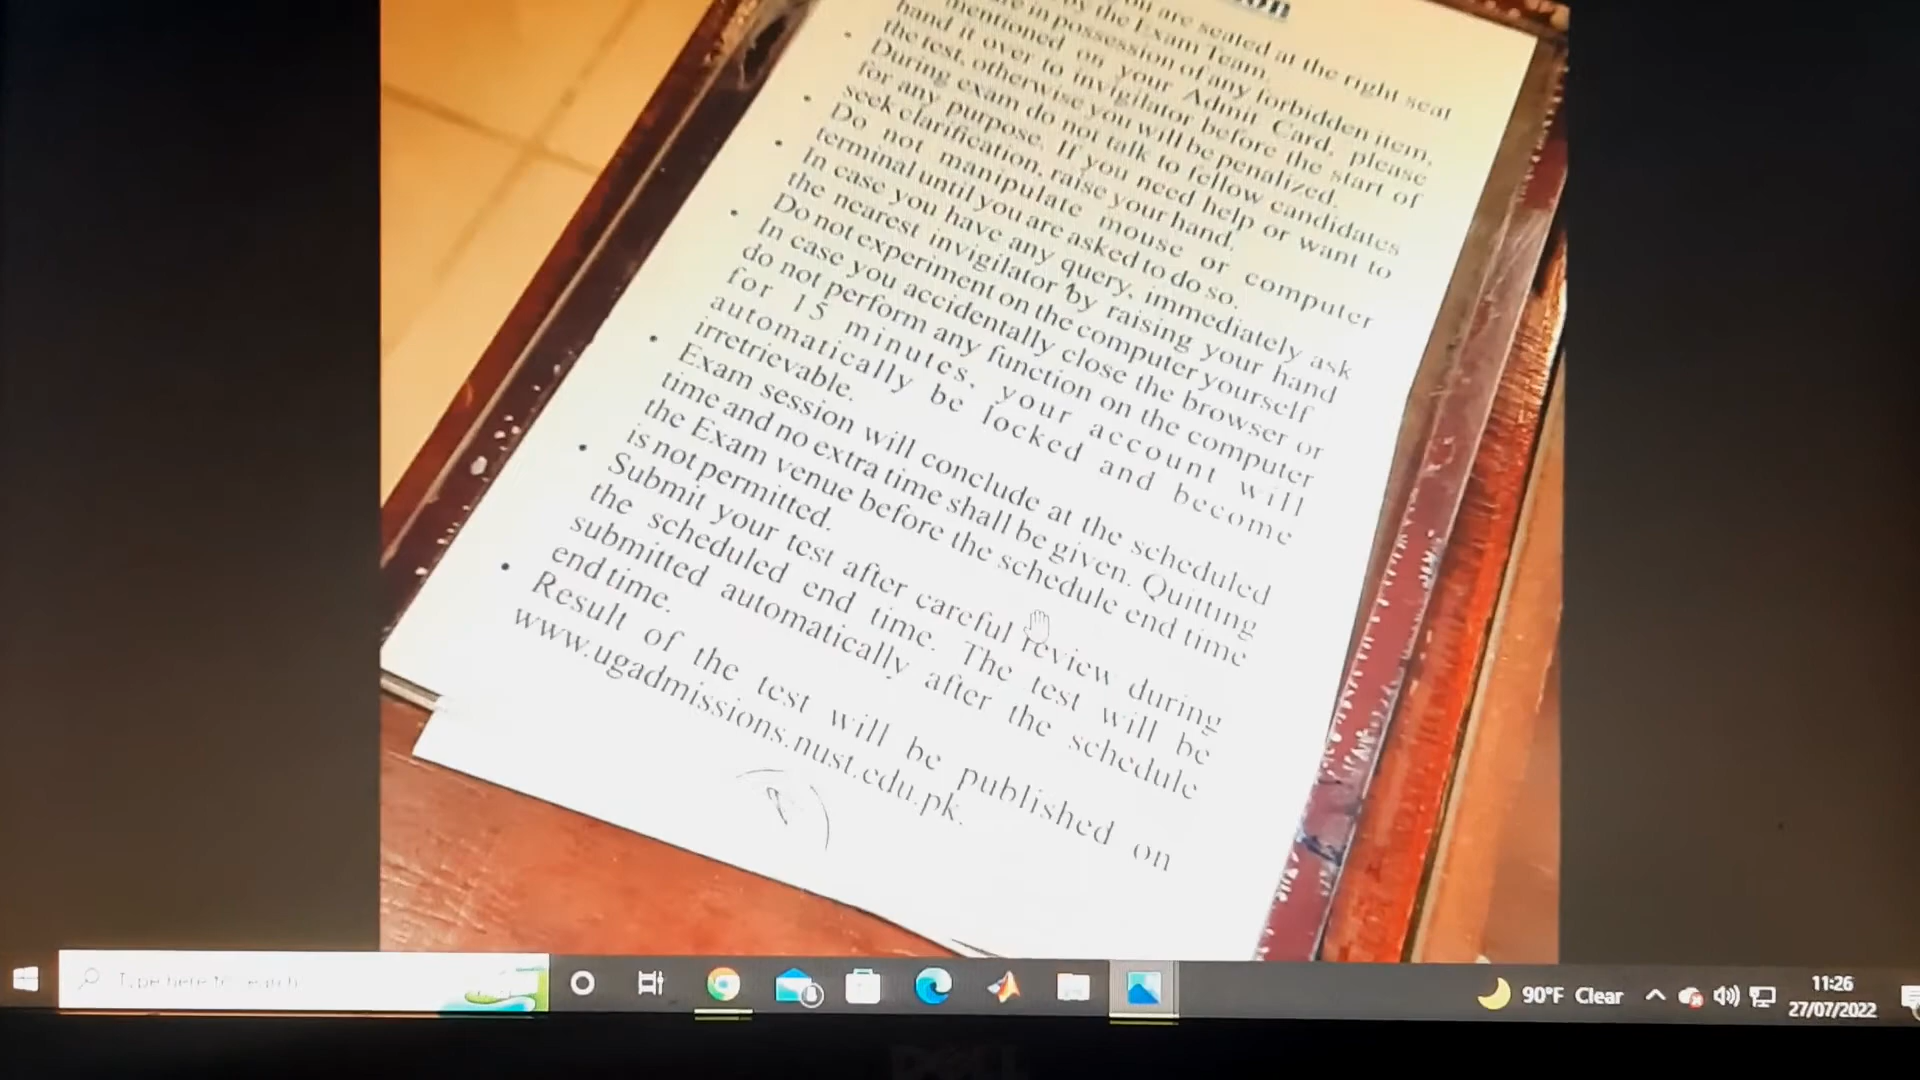 on
ou are seated at the right seat
by the Exam Team.
are in possession of any forbidden item,
mentioned on your Admit Card, please
hand it over to invigilator before the start of
the test, otherwise you will be penalized.
• During exam do not talk to fellow candidates
for any purpose. If you need help or want to
seek clarification, raise your hand.
• Do not manipulate mouse or computer
terminal until you are asked to do so.
• In case you have any query, immediately ask
the nearest invigilator by raising your hand
Do not experiment on the computer yourself
• In case you accidentally close the browser or
do not perform any function on the computer
for 15 minutes, your account will
automatically be locked and become
irretrievable.
• Exam session will conclude at the scheduled
time and no extra time shall be given. Quitting
the Exam venue before the schedule end time
is not permitted.
• Submit your test after careful review during
the scheduled end time. The test will be
submitted automatically after the schedule
end time.
• Result of the test will be published on
www.ugadmissions.nust.edu.pk.
Type here to search
90°F Clear
11:26
27/07/2022
DELL